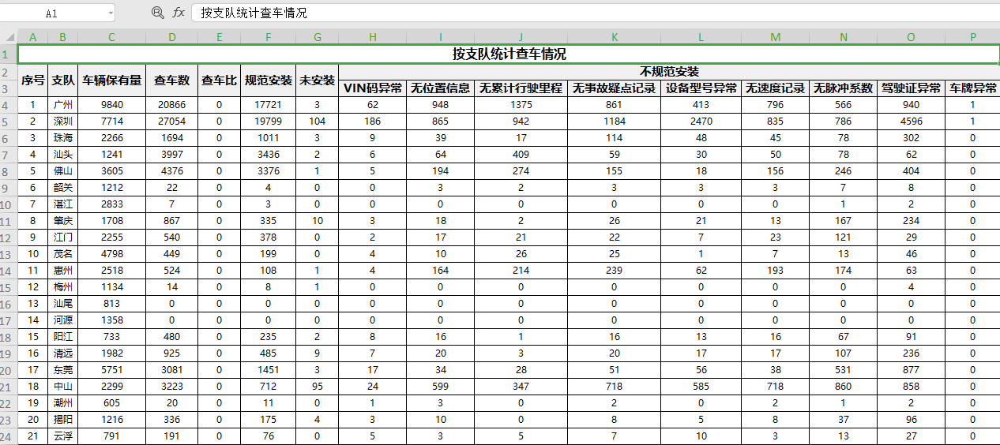 A1 fx 按支队统计查车情况
A B C D E F G H I J K L M N O P
1 按支队统计查车情况
2 序号 支队 车辆保有量 查车数 查车比 规范安装 未安装 不规范安装
3 VIN码异常 无位置信息 无累计行驶里程 无事故疑点记录 设备型号异常 无速度记录 无脉冲系数 驾驶证异常 车牌异常
4 1 广州 9840 20866 0 17721 3 62 948 1375 861 413 796 566 940 1
5 2 深圳 7714 27054 0 19799 104 186 865 942 1184 2470 835 786 4596 1
6 3 珠海 2266 1694 0 1011 3 9 39 17 114 48 45 78 302 0
7 4 汕头 1241 3997 0 3436 2 6 64 409 59 30 50 78 62 0
8 5 佛山 3605 4376 0 3376 1 5 194 274 155 18 156 246 404 0
9 6 韶关 1212 22 0 4 0 0 3 2 3 3 3 7 8 0
10 7 湛江 2833 7 0 3 0 0 0 0 0 0 0 1 2 0
11 8 肇庆 1708 867 0 335 10 3 18 2 26 21 13 167 234 0
12 9 江门 2255 540 0 378 0 2 17 21 22 7 23 121 29 0
13 10 茂名 4798 449 0 199 0 4 10 26 25 1 7 13 46 0
14 11 惠州 2518 524 0 108 1 4 164 214 239 62 193 174 63 0
15 12 梅州 1134 14 0 8 1 0 0 0 0 0 0 0 4 0
16 13 汕尾 813 0 0 0 0 0 0 0 0 0 0 0 0 0
17 14 河源 1358 0 0 0 0 0 0 0 0 0 0 0 0 0
18 15 阳江 733 480 0 235 2 8 16 1 16 13 16 67 91 0
19 16 清远 1982 925 0 485 9 7 20 3 20 17 17 107 236 0
20 17 东莞 5751 3081 0 1451 3 17 34 28 51 56 38 531 877 0
21 18 中山 2299 3223 0 712 95 24 599 347 718 585 718 860 858 0
22 19 潮州 605 20 0 11 0 1 3 0 2 0 2 1 2 0
23 20 揭阳 1216 336 0 175 4 3 10 0 8 5 8 37 96 0
24 21 云浮 791 191 0 76 0 5 3 5 7 10 3 13 27 0